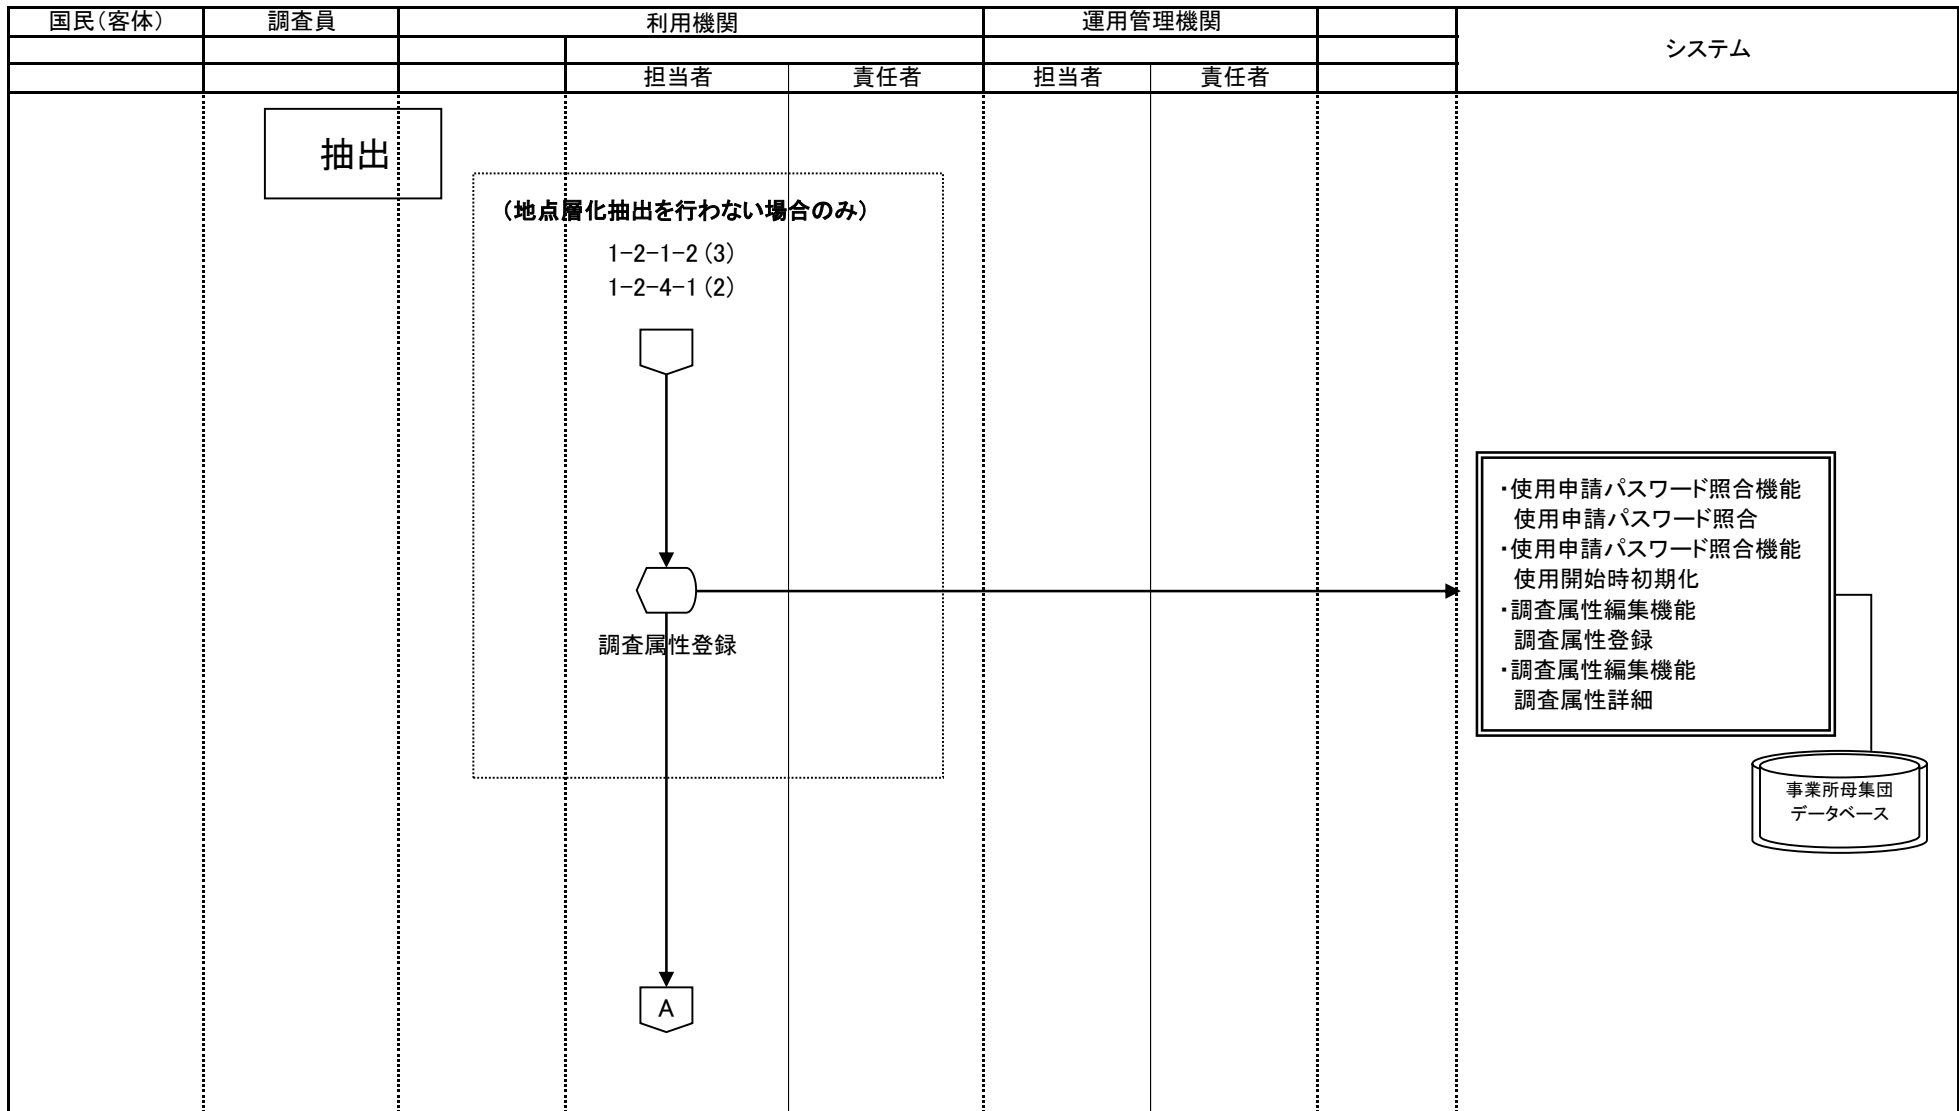 国民（客体）
調査員
利用機関
運用管理機関
システム
担当者
責任者
担当者
責任者
抽出
（地点層化抽出を行わない場合のみ）
1-2-1-2（3）
1-2-4-1（2）
調査属性登録
・使用申請パスワード照合機能
使用申請パスワード照合
・使用申請パスワード照合機能
使用開始時初期化
・調査属性編集機能
調査属性登録
・調査属性編集機能
調査属性詳細
事業所母集団
データベース
A